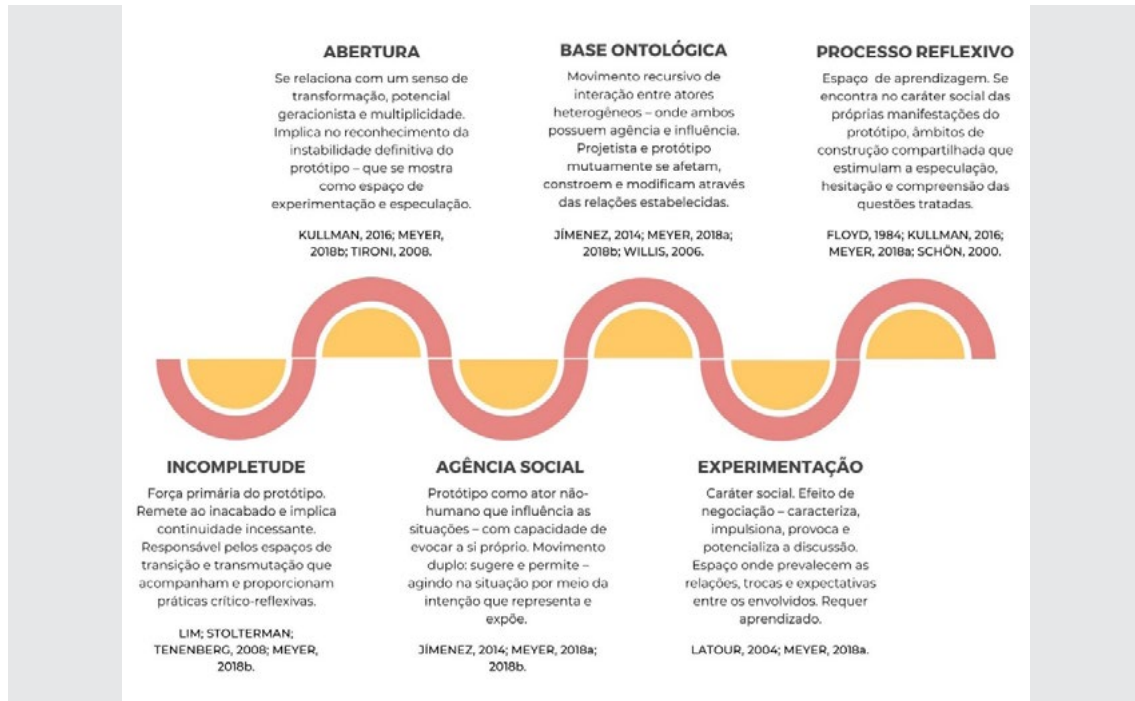 ABERTURA
Se relaciona com um senso de
transformação, potencial
geracionista e multiplicidade.
Implica no reconhecimento da
instabilidade definitiva do
protótipo – que se mostra
como espaço de
experimentação e especulação.
KULLMAN, 2016; MEYER,
2018b; TIRONI, 2008.
BASE ONTOLÓGICA
Movimento recursivo de
interação entre atores
heterogêneos – onde ambos
possuem agência e influência.
Projetista e protótipo
mutuamente se afetam,
constroem e modificam através
das relações estabelecidas.
JÍMENEZ, 2014; MEYER, 2018a;
2018b; WILLIS, 2006.
PROCESSO REFLEXIVO
Espaço de aprendizagem. Se
encontra no caráter social das
próprias manifestações do
protótipo, âmbitos de
construção compartilhada que
estimulam a especulação,
hesitação e compreensão das
questões tratadas.
FLOYD, 1984; KULLMAN, 2016;
MEYER, 2018a; SCHÖN, 2000.
INCOMPLETUDE
Força primária do protótipo.
Remete ao inacabado e implica
continuidade incessante.
Responsável pelos espaços de
transição e transmutação que
acompanham e proporcionam
práticas crítico-reflexivas.
LIM; STOLTERMAN;
TENENBERG, 2008; MEYER,
2018b.
AGÊNCIA SOCIAL
Protótipo como ator não-
humano que influência as
situações – com capacidade de
evocar a si próprio. Movimento
duplo: sugere e permite –
agindo na situação por meio da
intenção que representa e
expõe.
JÍMENEZ, 2014; MEYER, 2018a;
2018b.
EXPERIMENTAÇÃO
Caráter social. Efeito de
negociação – caracteriza,
impulsiona, provoca e
potencializa a discussão.
Espaço onde prevalecem as
relações, trocas e expectativas
entre os envolvidos. Requer
aprendizado.
LATOUR, 2004; MEYER, 2018a.